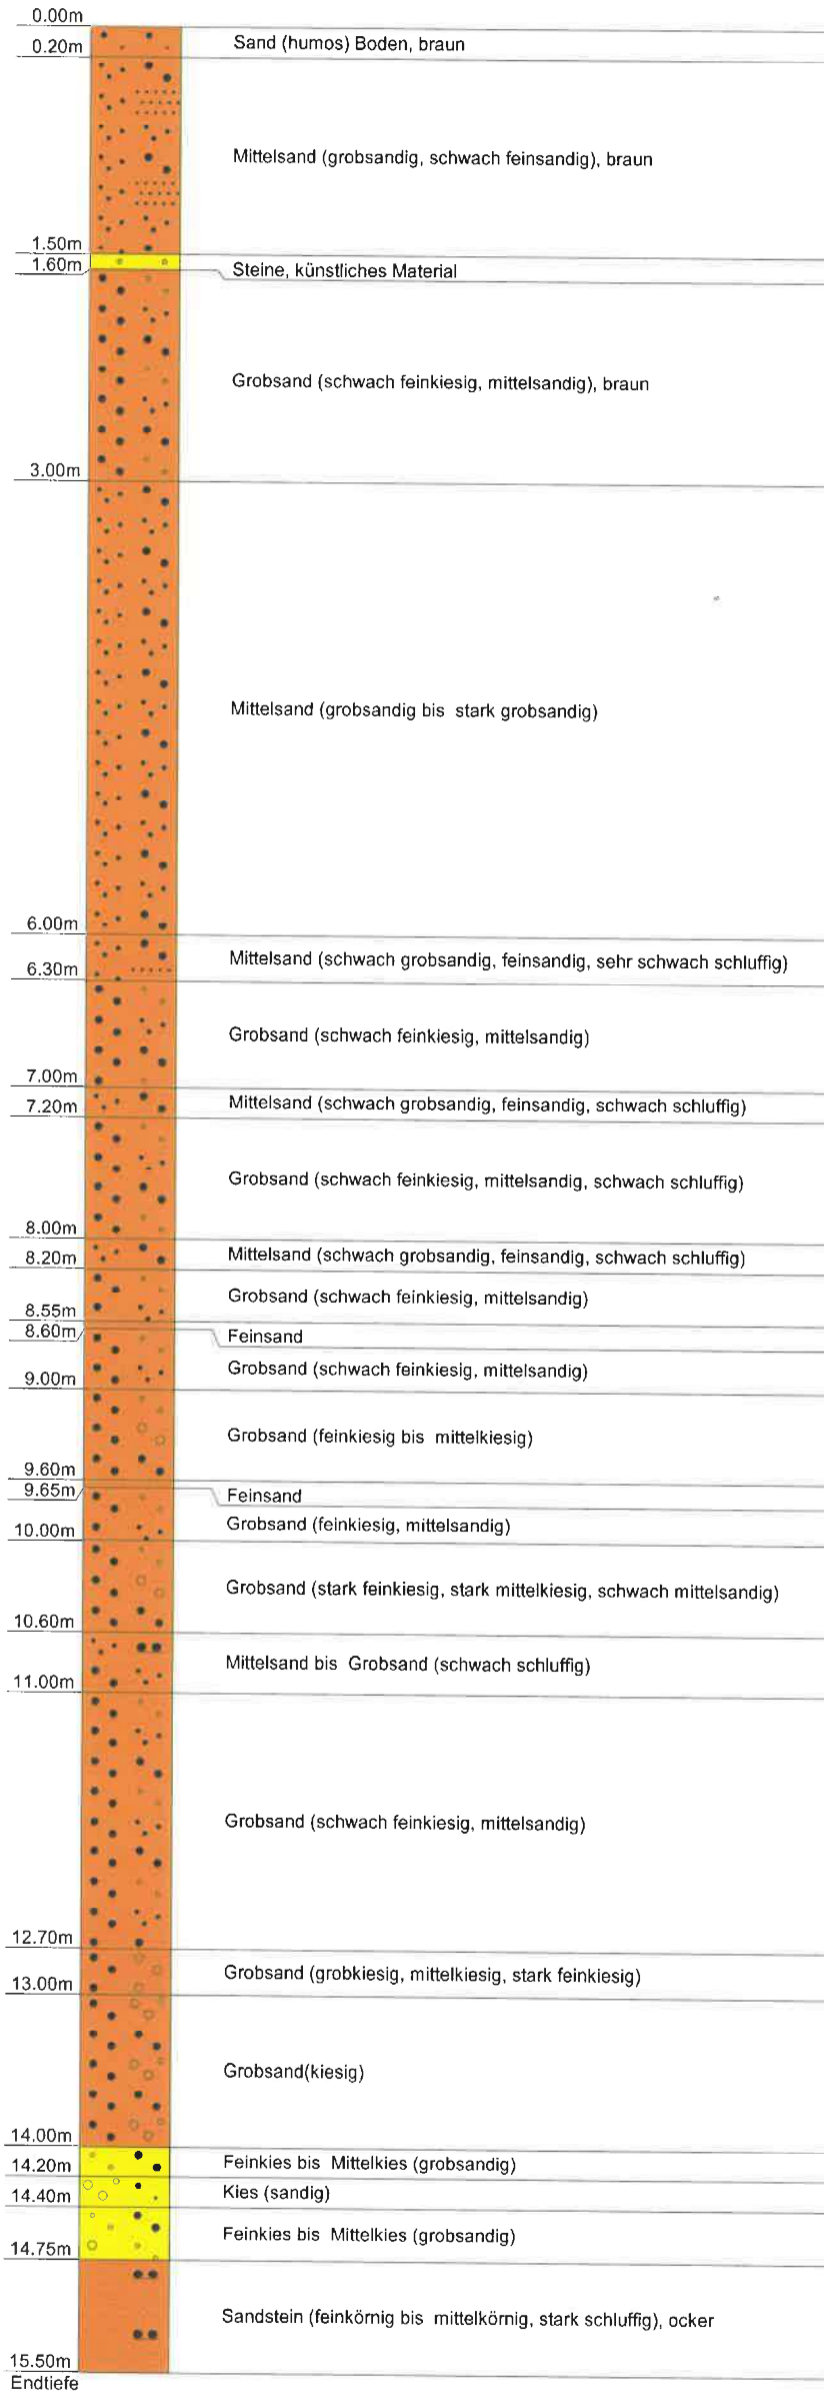 0.00m
Sand (humos) Boden, braun
0.20m
Mittelsand (grobsandig, schwach feinsandig), braun
1.50m
1.60m
Steine, künstliches Material
Grobsand (schwach feinkiesig, mittelsandig), braun
3.00m
Mittelsand (grobsandig bis stark grobsandig)
6.00m
Mittelsand (schwach grobsandig, feinsandig, sehr schwach schluffig)
6.30m
Grobsand (schwach feinkiesig, mittelsandig)
7.00m
Mittelsand (schwach grobsandig, feinsandig, schwach schluffig)
7.20m
Grobsand (schwach feinkiesig, mittelsandig, schwach schluffig)
8.00m
Mittelsand (schwach grobsandig, feinsandig, schwach schluffig)
8.20m
Grobsand (schwach feinkiesig, mittelsandig)
8.55m
8.60m
Feinsand
Grobsand (schwach feinkiesig, mittelsandig)
9.00m
Grobsand (feinkiesig bis mittelkiesig)
9.60m
9.65m
Feinsand
Grobsand (feinkiesig, mittelsandig)
10.00m
Grobsand (stark feinkiesig, stark mittelkiesig, schwach mittelsandig)
10.60m
Mittelsand bis Grobsand (schwach schluffig)
11.00m
Grobsand (schwach feinkiesig, mittelsandig)
12.70m
Grobsand (grobkiesig, mittelkiesig, stark feinkiesig)
13.00m
Grobsand(kiesig)
14.00m
Feinkies bis Mittelkies (grobsandig)
14.20m
Kies (sandig)
14.40m
Feinkies bis Mittelkies (grobsandig)
14.75m
Sandstein (feinkörnig bis mittelkörnig, stark schluffig), ocker
15.50m
Endtiefe